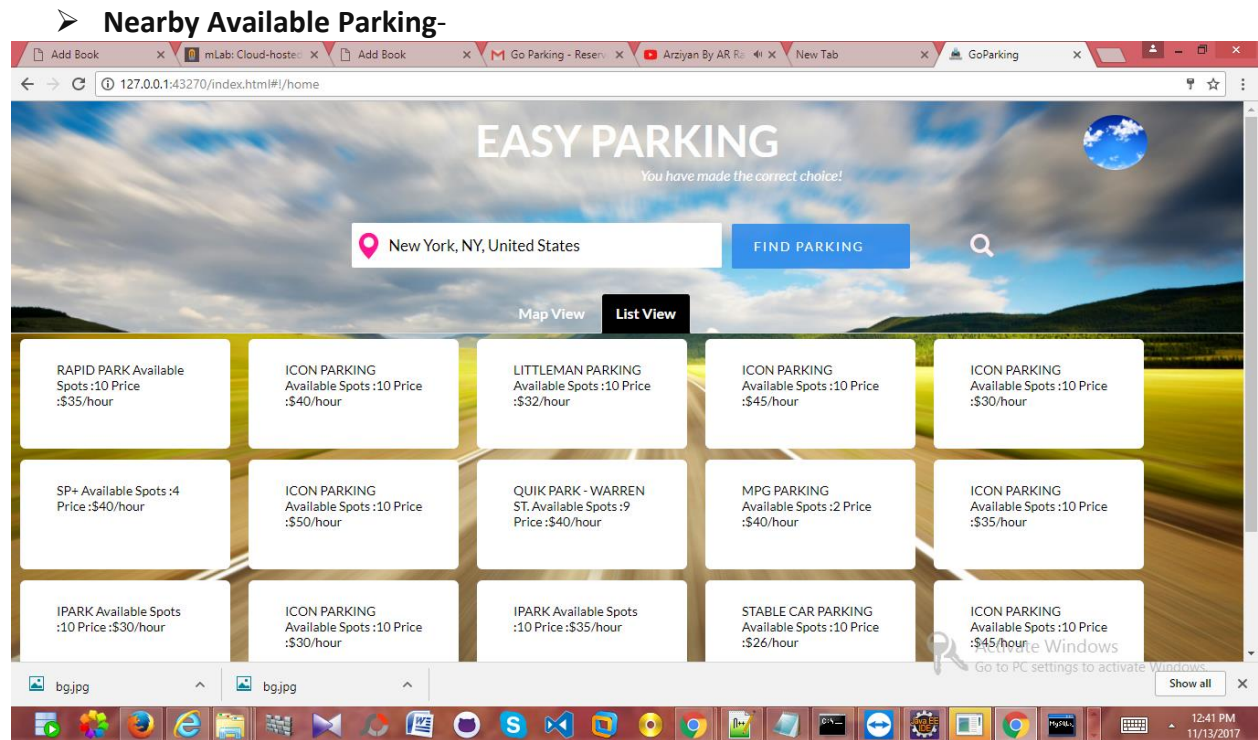 ➢ Nearby Available Parking-
Add Book
mLab: Cloud-hosted
Add Book
Go Parking - Reserv
Arziyan By AR Ra
New Tab
GoParking
127.0.0.1:43270/index.html#!/home
EASY PARKING
You have made the correct choice!
New York, NY, United States
FIND PARKING
Map View
List View
RAPID PARK Available
Spots :10 Price
:$35/hour
ICON PARKING
Available Spots :10 Price
:$40/hour
LITTLEMAN PARKING
Available Spots :10 Price
:$32/hour
ICON PARKING
Available Spots :10 Price
:$45/hour
ICON PARKING
Available Spots :10 Price
:$30/hour
SP+ Available Spots :4
Price :$40/hour
ICON PARKING
Available Spots :10 Price
:$50/hour
QUIK PARK - WARREN
ST. Available Spots :9
Price :$40/hour
MPG PARKING
Available Spots :2 Price
:$40/hour
ICON PARKING
Available Spots :10 Price
:$35/hour
IPARK Available Spots
:10 Price :$30/hour
ICON PARKING
Available Spots :10 Price
:$30/hour
IPARK Available Spots
:10 Price :$35/hour
STABLE CAR PARKING
Available Spots :10 Price
:$26/hour
ICON PARKING
Available Spots :10 Price
:$45/hour
Activate Windows
Go to PC settings to activate Windows.
bg.jpg
bg.jpg
Show all
12:41 PM
11/13/2017